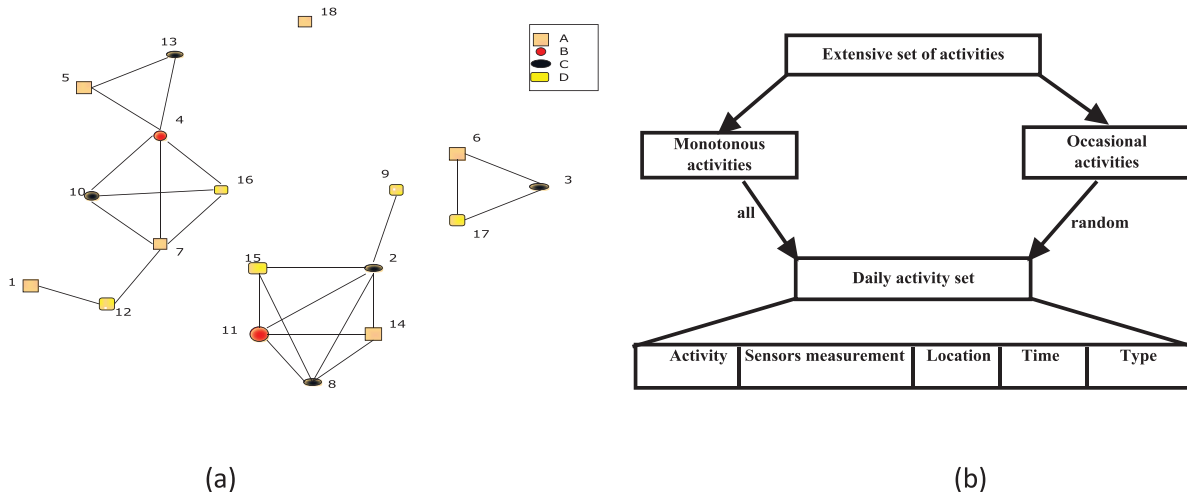 18
13
5
4
10
16
7
1
12
A
B
C
D
6
3
17
9
15
2
11
14
8
(a)
Extensive set of activities
Monotonous
activities
Occasional
activities
all
random
Daily activity set
Activity
Sensors measurement
Location
Time
Type
(b)